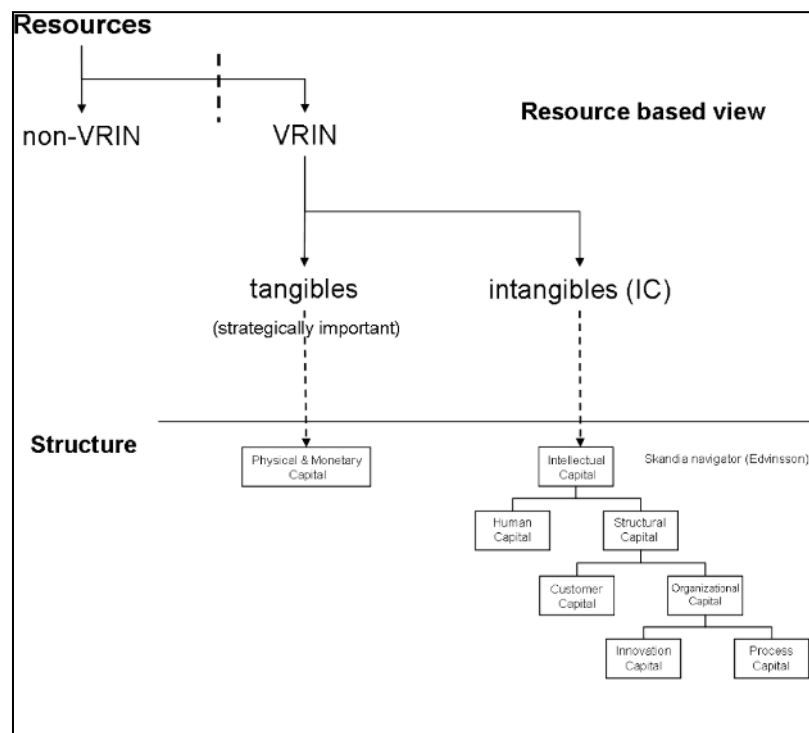 Resources
Resource based view
non-VRIN
VRIN
tangibles
intangibles (IC)
(strategically important)
Structure
Physical & Monetary
Capital
Intellectual
Capital
Skandia navigator (Edvinsson)
Human
Capital
Structural
Capital
Customer
Capital
Organizational
Capital
Innovation
Capital
Process
Capital